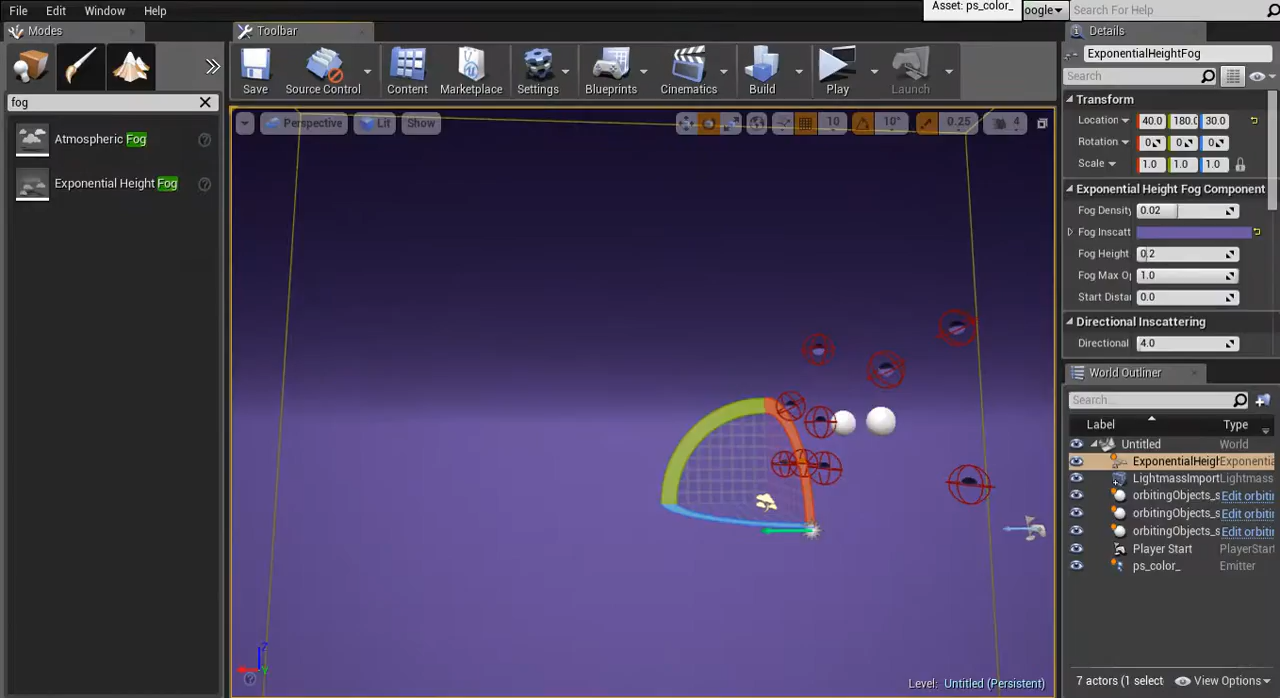 File Edit Window Help
Asset: ps_color_
oogle
Search For Help
Modes
Toolbar
Details
ExponentialHeightFog
Search
Save Source Control Content Marketplace Settings Blueprints Cinematics Build Play Launch
fog
Atmospheric Fog
Exponential Height Fog
Perspective Lit Show
10 10° 0.25 4
Transform
Location 40.0 180.0 30.0
Rotation 0 0 0
Scale 1.0 1.0 1.0
Exponential Height Fog Component
Fog Density 0.02
Fog Inscatt
Fog Height 0.2
Fog Max Op 1.0
Start Distan 0.0
Directional Inscattering
Directional 4.0
World Outliner
Search...
Label Type
Untitled World
ExponentialHeigh Exponentia
LightmassImport Lightmass
orbitingObjects_s Edit orbitin
orbitingObjects_s Edit orbitin
orbitingObjects_s Edit orbitin
Player Start PlayerStart
ps_color_ Emitter
7 actors (1 select
View Options
Level: Untitled (Persistent)
Z